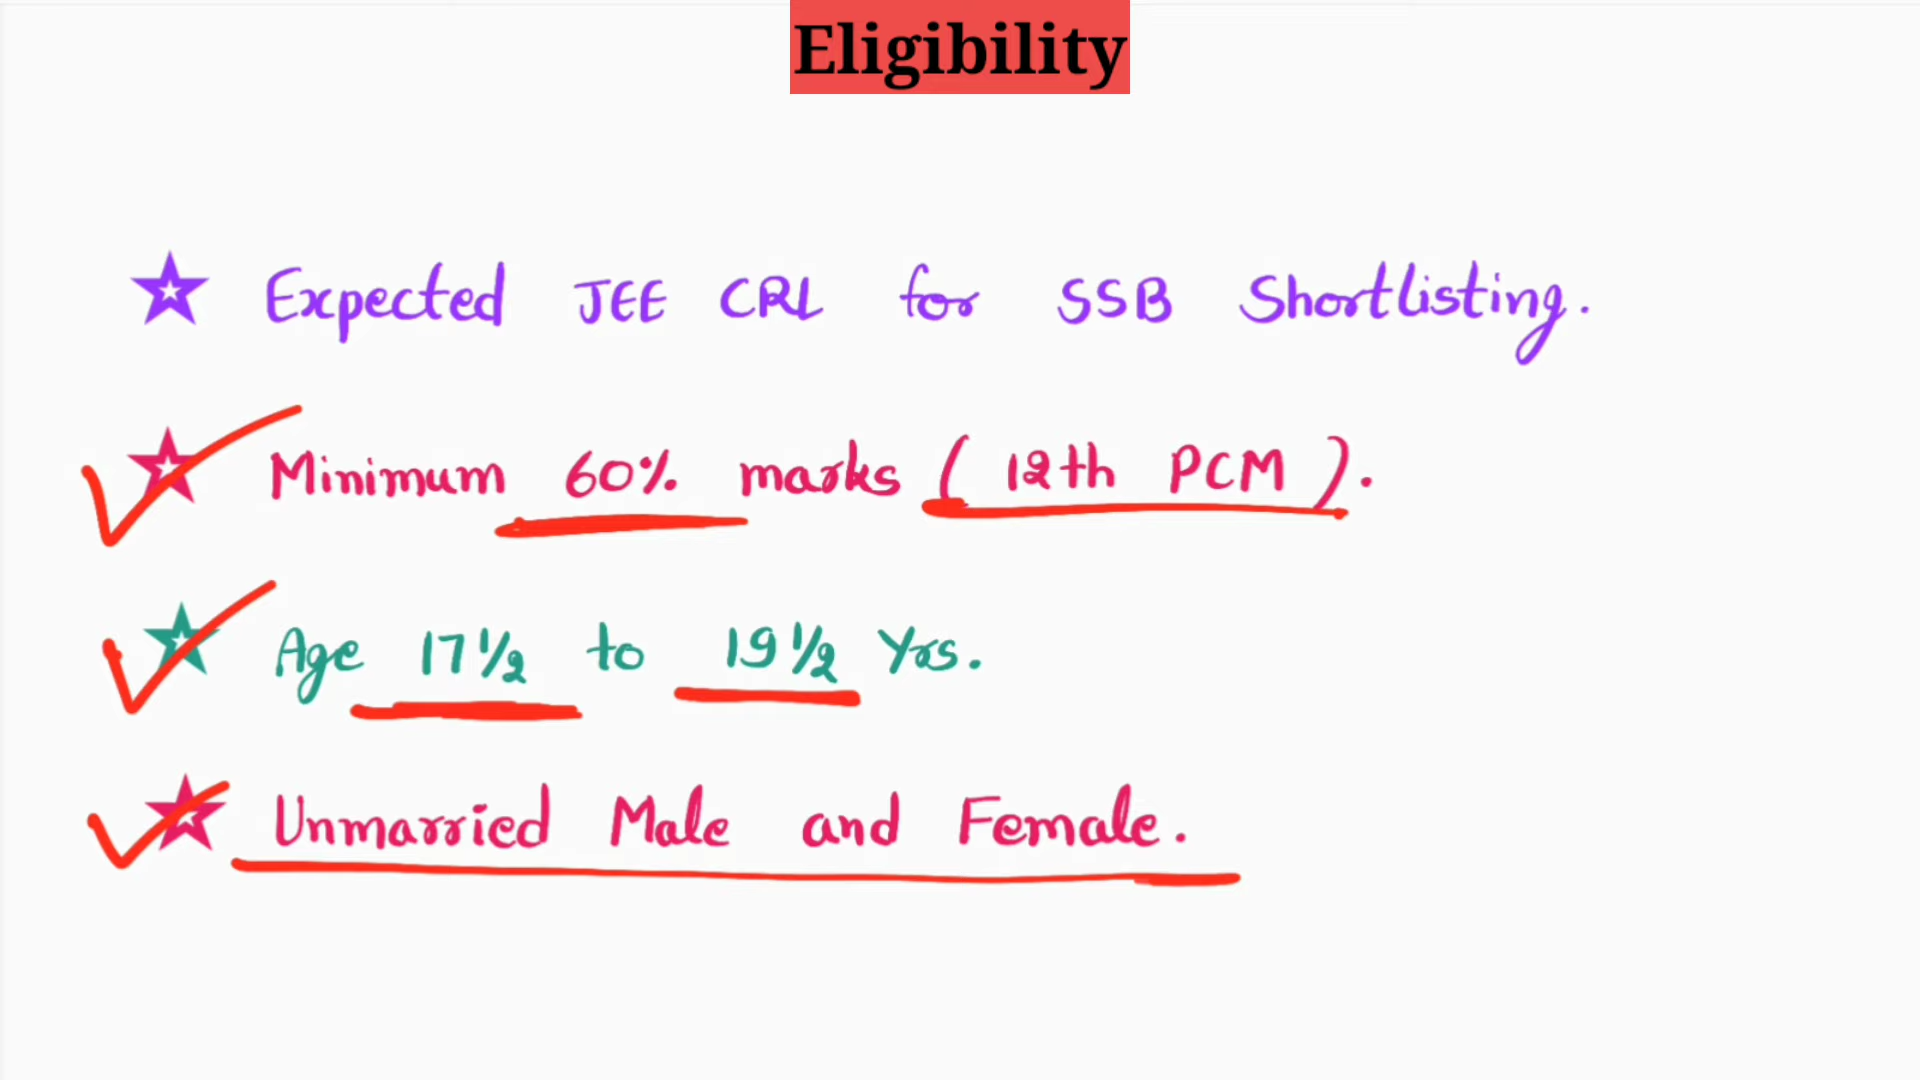 Eligibility
Expected JEE CRL for SSB Shortlisting.
Minimum 60% marks ( 12th PCM ).
Age 17½ to 19½ Yrs.
Unmarried Male and Female.